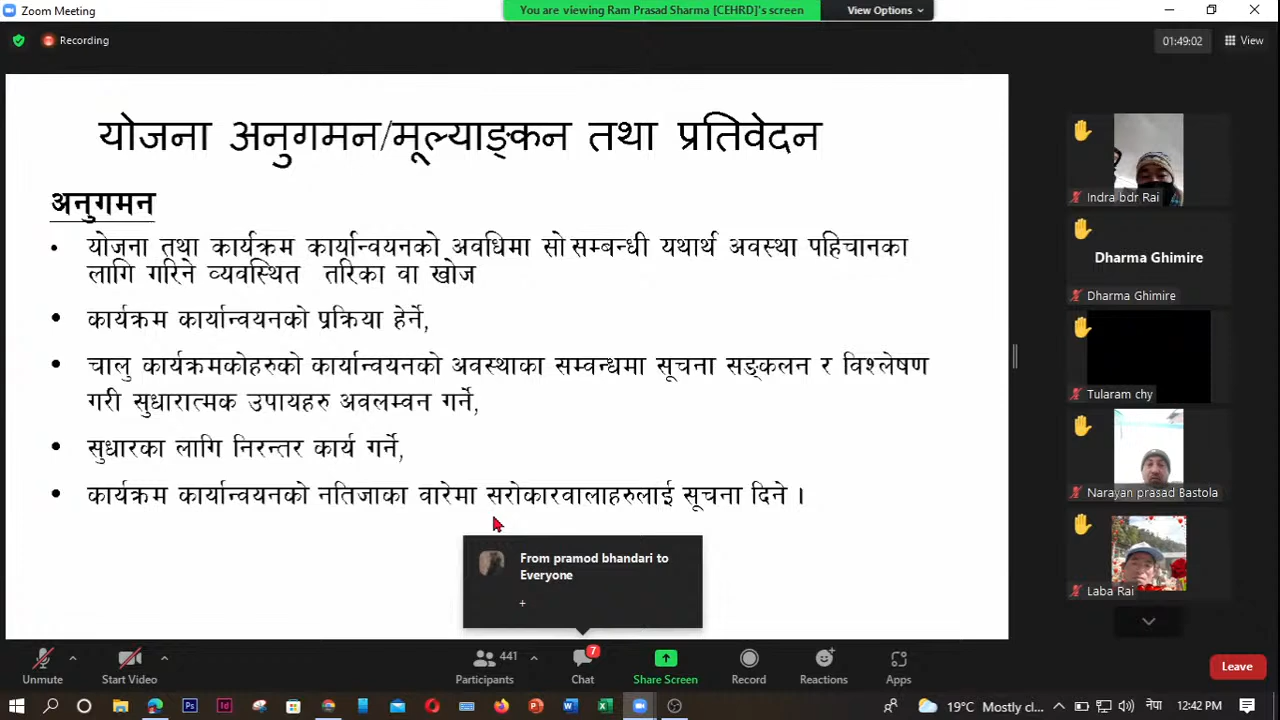 Zoom Meeting
You are viewing Ram Prasad Sharma [CEHRD]'s screen
View Options
Recording
01:49:02
View
योजना अनुगमन/मूल्याङ्कन तथा प्रतिवेदन
अनुगमन
• योजना तथा कार्यक्रम कार्यान्वयनको अवधिमा सो सम्बन्धी यथार्थ अवस्था पहिचानका
लागि गरिने व्यवस्थित तरिका वा खोज
• कार्यक्रम कार्यान्वयनको प्रक्रिया हेर्ने,
• चालु कार्यक्रमकोहरुको कार्यान्वयनको अवस्थाका सम्बन्धमा सूचना सङ्कलन र विश्लेषण
गरी सुधारात्मक उपायहरु अवलम्वन गर्ने,
• सुधारका लागि निरन्तर कार्य गर्ने,
• कार्यक्रम कार्यान्वयनको नतिजाका वारेमा सरोकारवालाहरुलाई सूचना दिने ।
From pramod bhandari to
Everyone
+
Indra bdr Rai
Dharma Ghimire
Dharma Ghimire
Tularam chy
Narayan prasad Bastola
Laba Rai
Unmute
Start Video
441
Participants
7
Chat
Share Screen
Record
Reactions
Apps
Leave
Ps
Id
P
W
X
19°C Mostly cl...
नेपा
12:42 PM